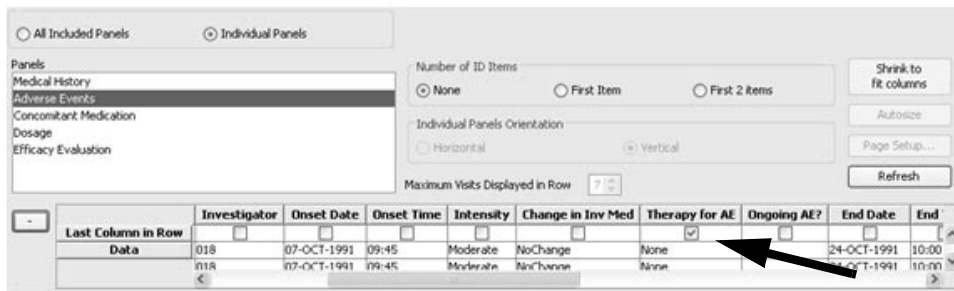 All Included Panels Individual Panels
Panels
Medical History
Adverse Events
Concomitant Medication
Dosage
Efficacy Evaluation
Number of ID Items
None First Item First 2 items
Individual Panels Orientation
Horizontal Vertical
Maximum Visits Displayed in Row 7
Shrink to
fit columns
Autosize
Page Setup...
Refresh
-
Investigator Onset Date Onset Time Intensity Change in Inv Med Therapy for AE Ongoing AE? End Date End
Last Column in Row
Data 018 07-OCT-1991 09:45 Moderate NoChange None 24-OCT-1991 10:00
018 07-OCT-1991 09:45 Moderate NoChange None 24-OCT-1991 10:00